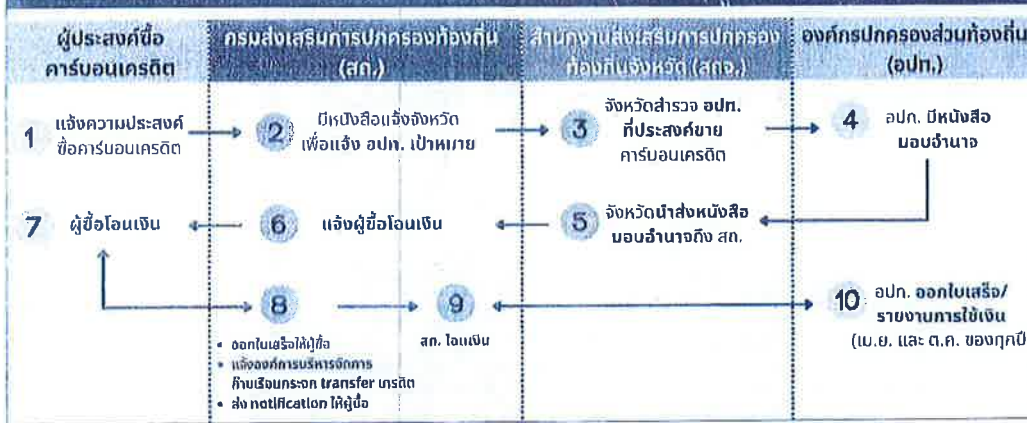 ผู้ประสงค์ซื้อ
คาร์บอนเครดิต
กรมส่งเสริมการปกครองท้องถิ่น
(สถ.)
สำนักงานส่งเสริมการปกครอง
ท้องถิ่นจังหวัด (สถจ.)
องค์กรปกครองส่วนท้องถิ่น
(อปท.)
1 แจ้งความประสงค์
ซื้อคาร์บอนเครดิต
2 มีหนังสือแจ้งจังหวัด
เพื่อแจ้ง อปท. เป้าหมาย
3 จังหวัดสำรวจ อปท.
ที่ประสงค์ขาย
คาร์บอนเครดิต
4 อปท. มีหนังสือ
มอบอำนาจ
5 จังหวัดนำส่งหนังสือ
มอบอำนาจถึง สถ.
6 แจ้งผู้ซื้อโอนเงิน
7 ผู้ซื้อโอนเงิน
8
• ออกใบเสร็จให้ผู้ซื้อ
• แจ้งองค์การบริหารจัดการ
ก๊าซเรือนกระจก transfer เครดิต
• ส่ง notification ให้ผู้ซื้อ
9
สถ. โอนเงิน
10 อปท. ออกใบเสร็จ/
รายงานการใช้เงิน
(เม.ย. และ ต.ค. ของทุกปี